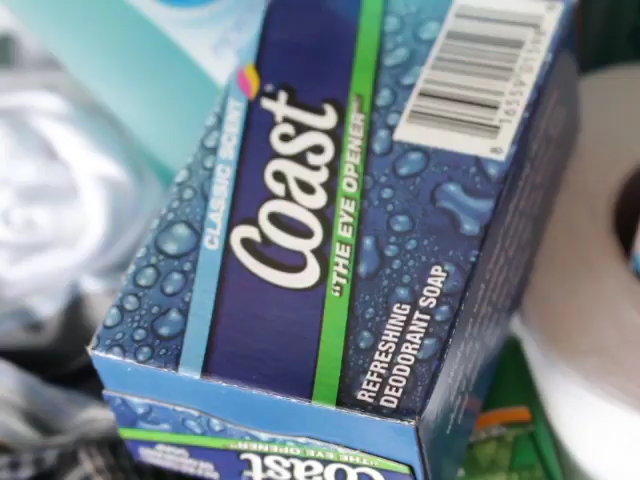 CLASSIC SCENT
Coast
"THE EYE OPENER"
REFRESHING
DEODORANT SOAP
"THE EYE OPENER"
Coast